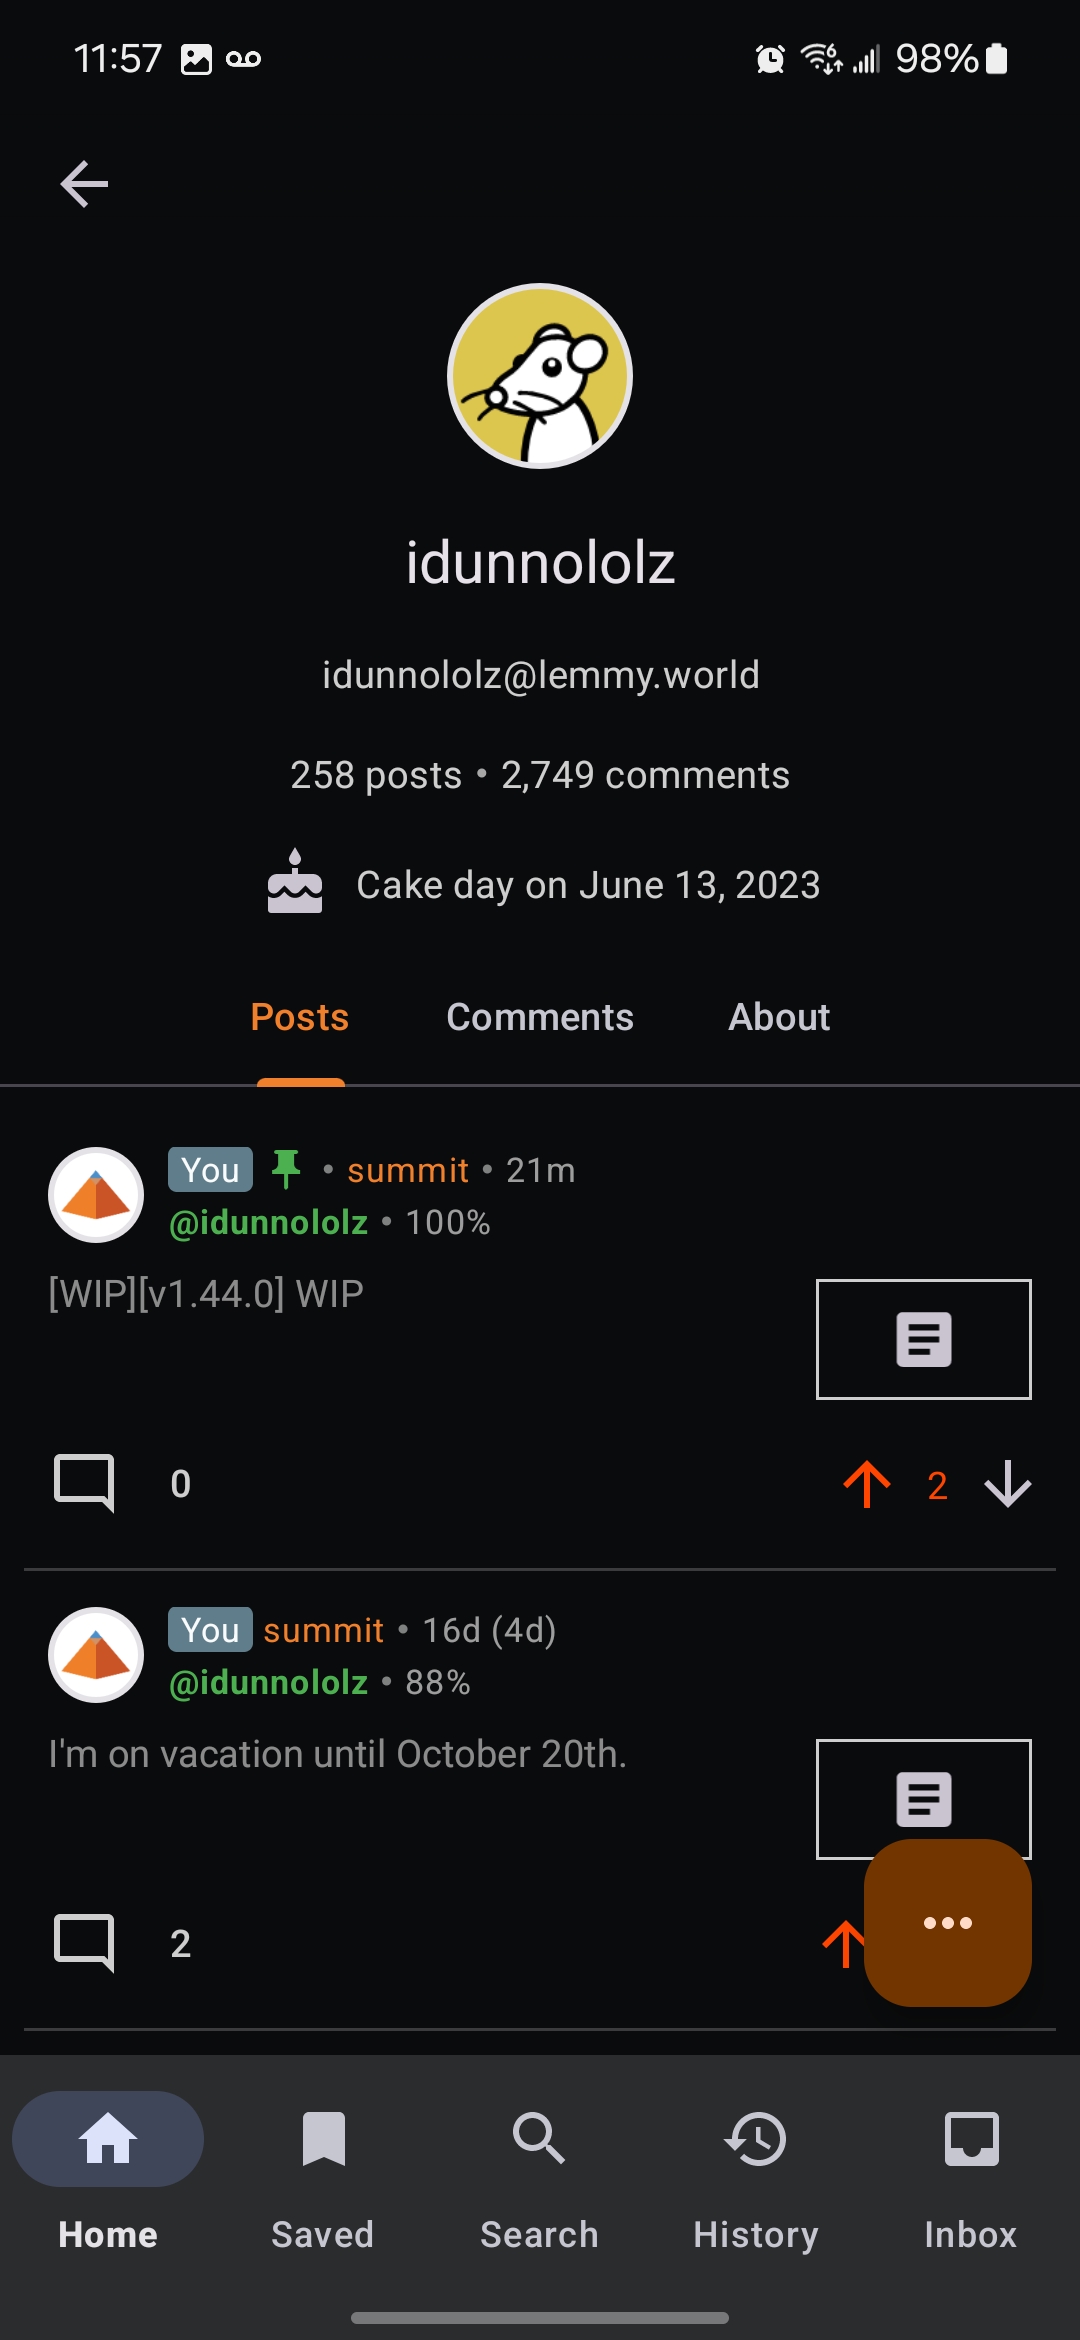 11:57 98%
idunnololz
idunnololz@lemmy.world
258 posts • 2,749 comments
Cake day on June 13, 2023
Posts Comments About
You • summit • 21m
@idunnololz • 100%
[WIP][v1.44.0] WIP
0 2
You summit • 16d (4d)
@idunnololz • 88%
I'm on vacation until October 20th.
2
Home Saved Search History Inbox